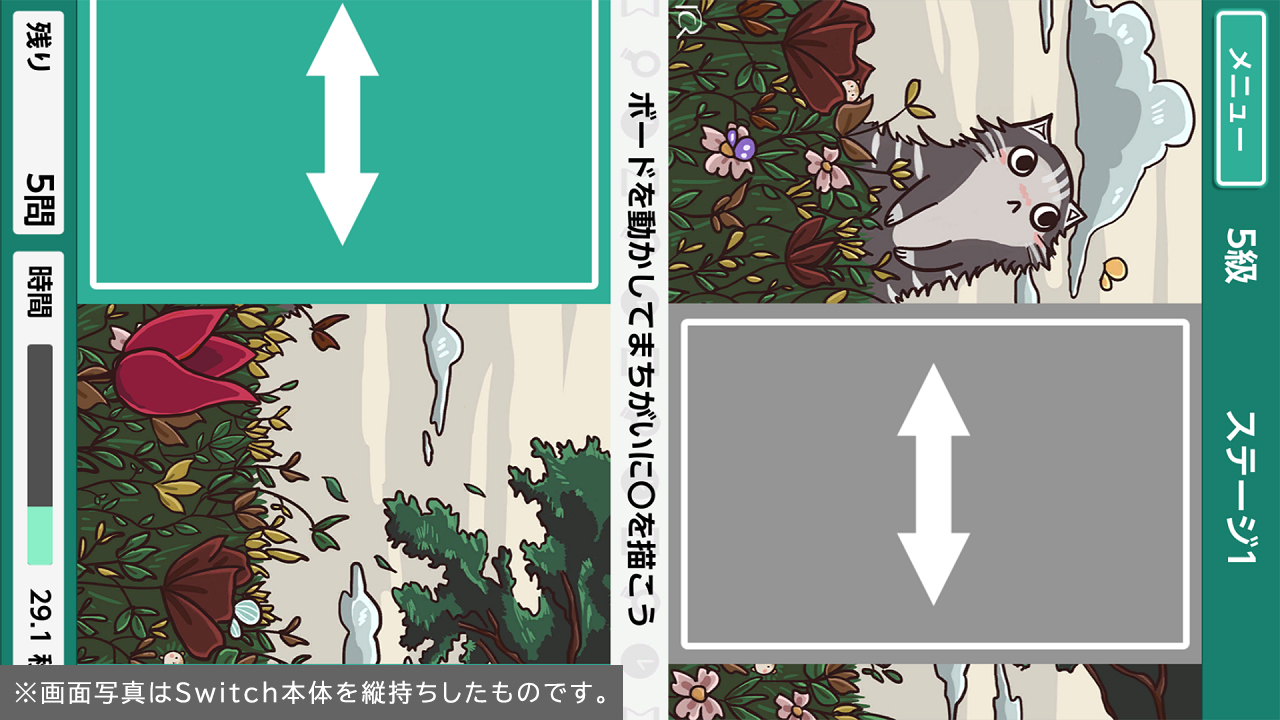 メニュー
5級
ステージ1
ボードを動かしてまちがいに○を描こう
残り
5問
時間
29.1
※画面写真はSwitch本体を縦持ちしたものです。